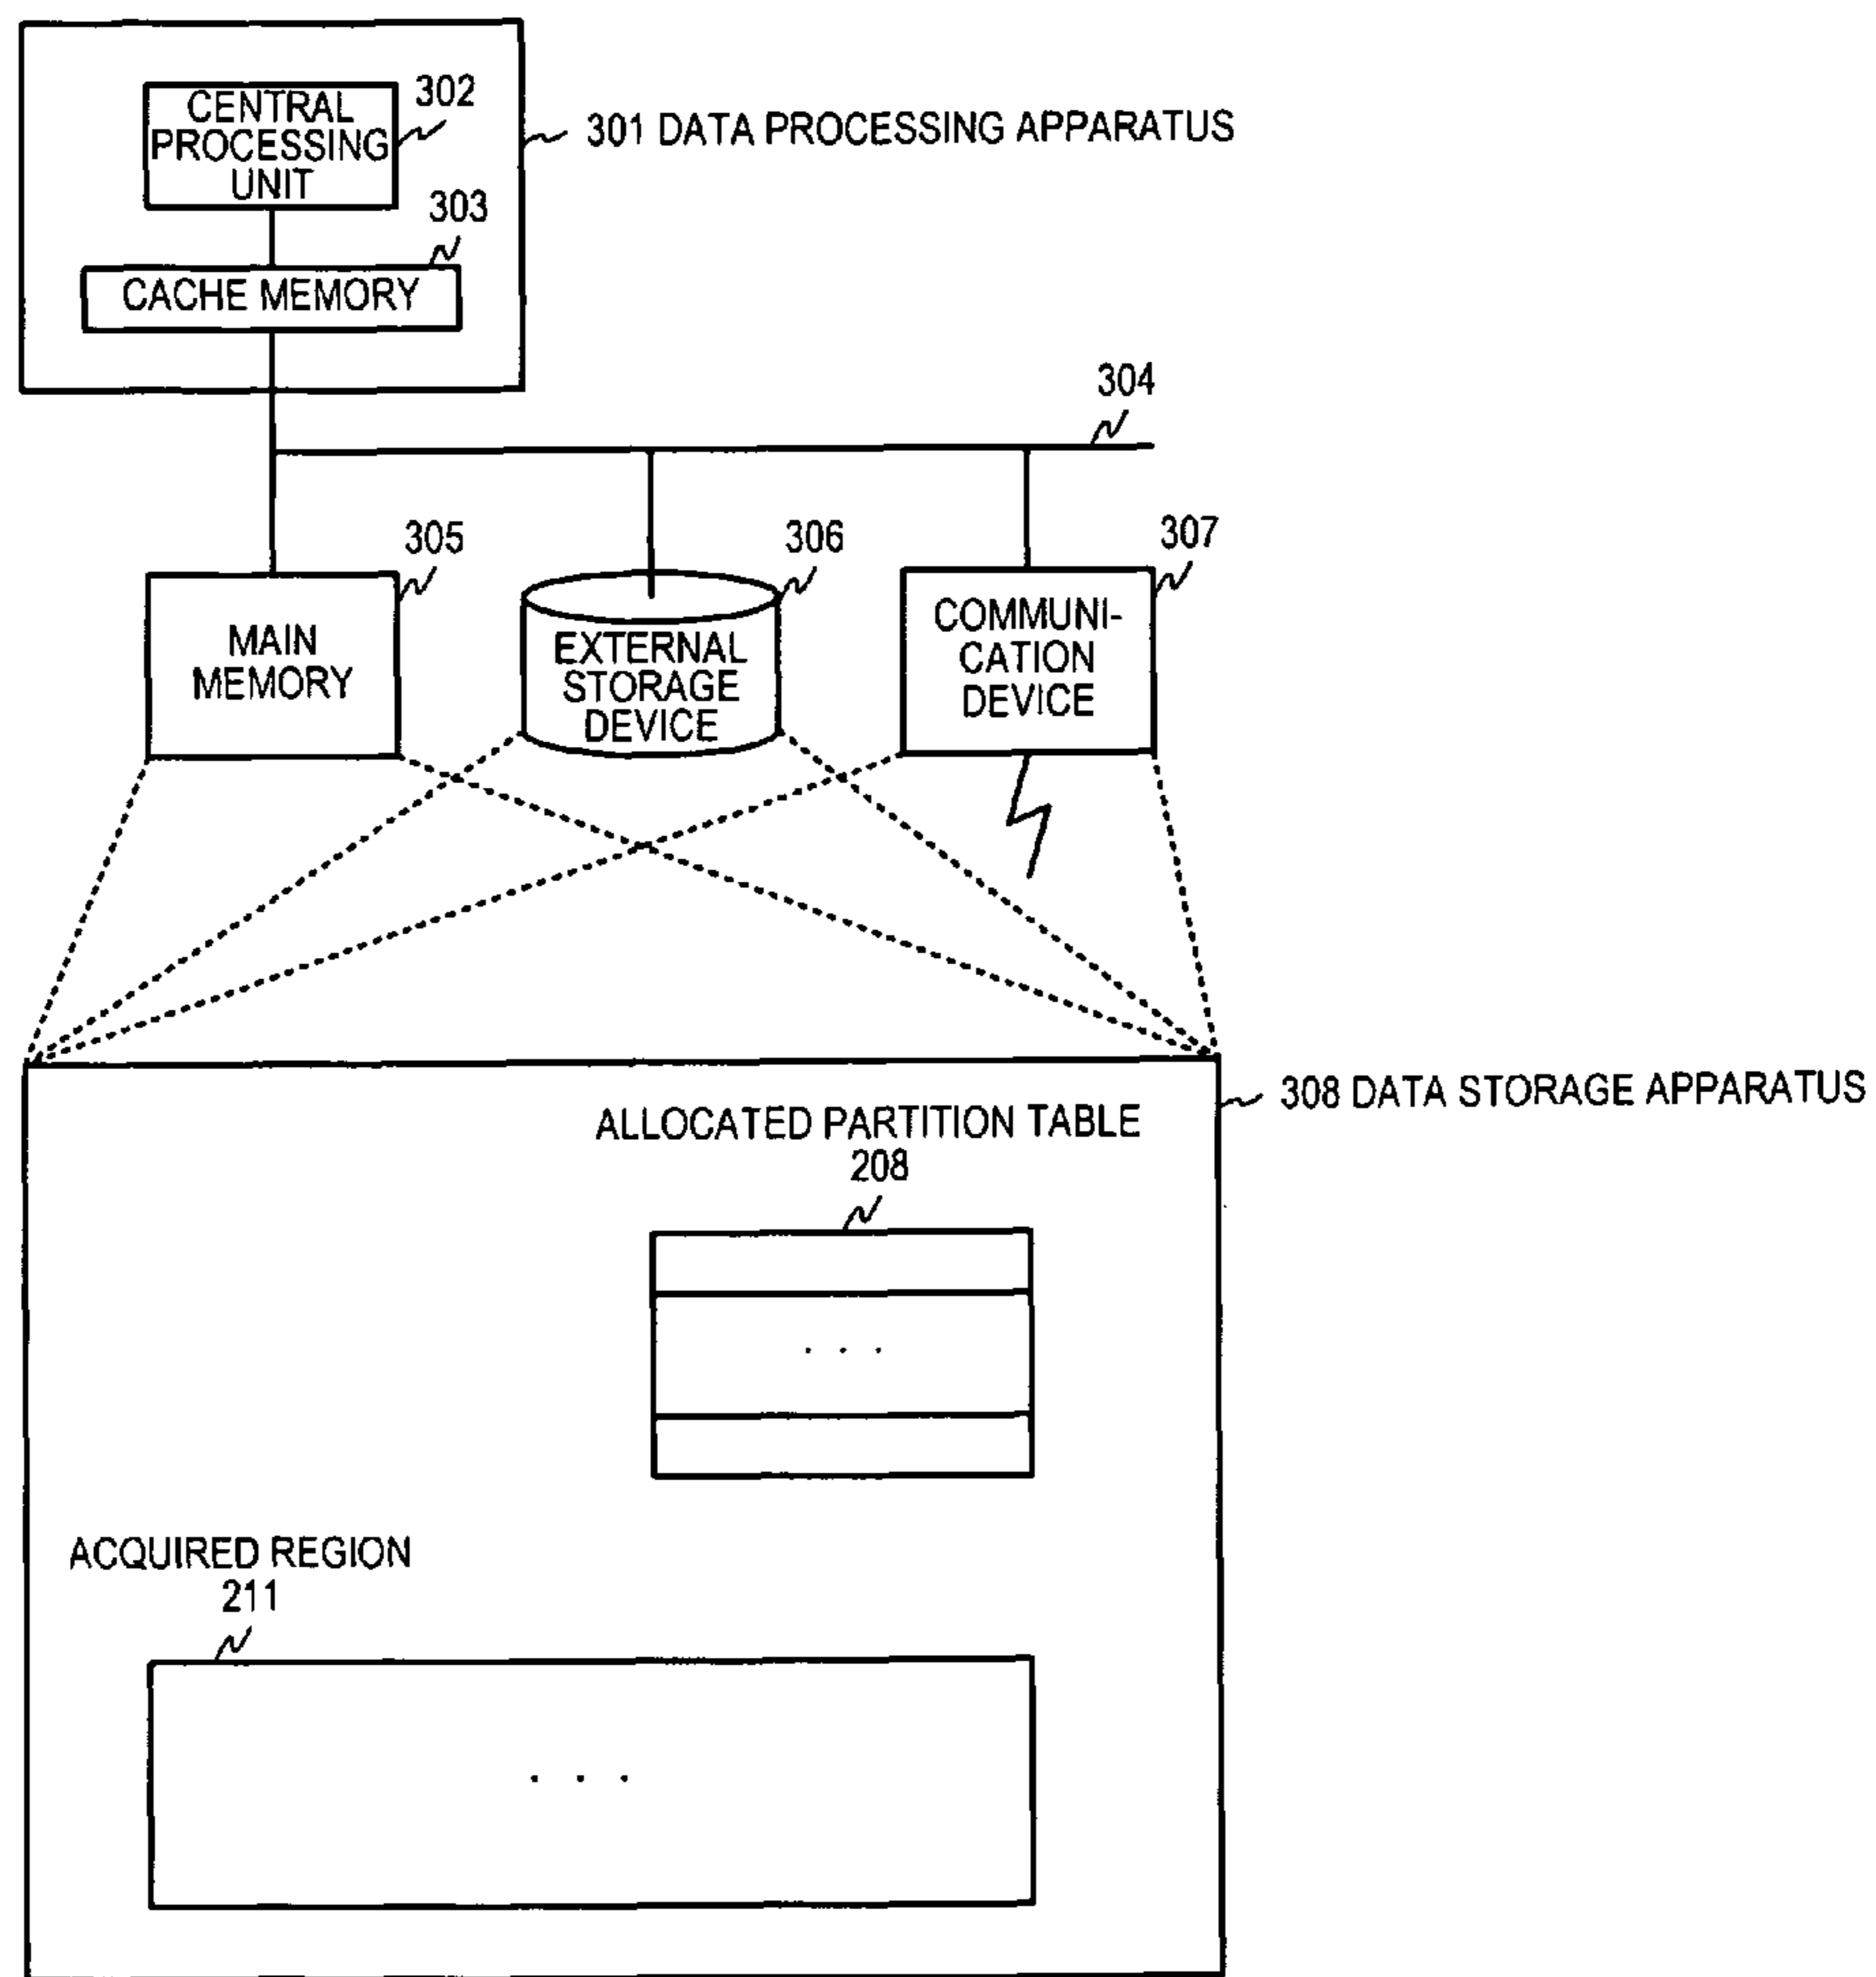 CENTRAL
PROCESSING
UNIT
302
301 DATA PROCESSING APPARATUS
303
CACHE MEMORY
304
305
306
307
MAIN
MEMORY
EXTERNAL
STORAGE
DEVICE
COMMUNI-
CATION
DEVICE
308 DATA STORAGE APPARATUS
ALLOCATED PARTITION TABLE
208
. . .
ACQUIRED REGION
211
. . .